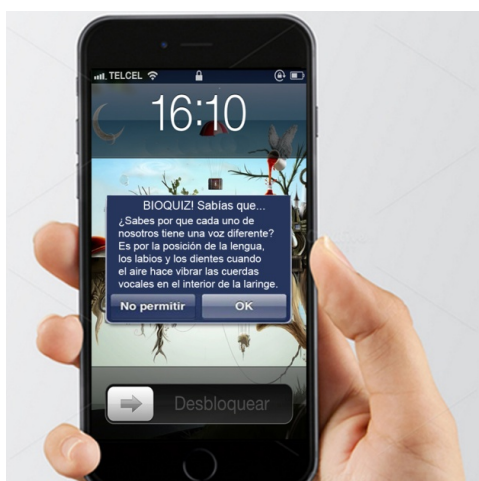 TELCEL
16:10
BIOQUIZ! Sabías que...
¿Sabes por que cada uno de
nosotros tiene una voz diferente?
Es por la posición de la lengua,
los labios y los dientes cuando
el aire hace vibrar las cuerdas
vocales en el interior de la laringe.
No permitir OK
Desbloquear